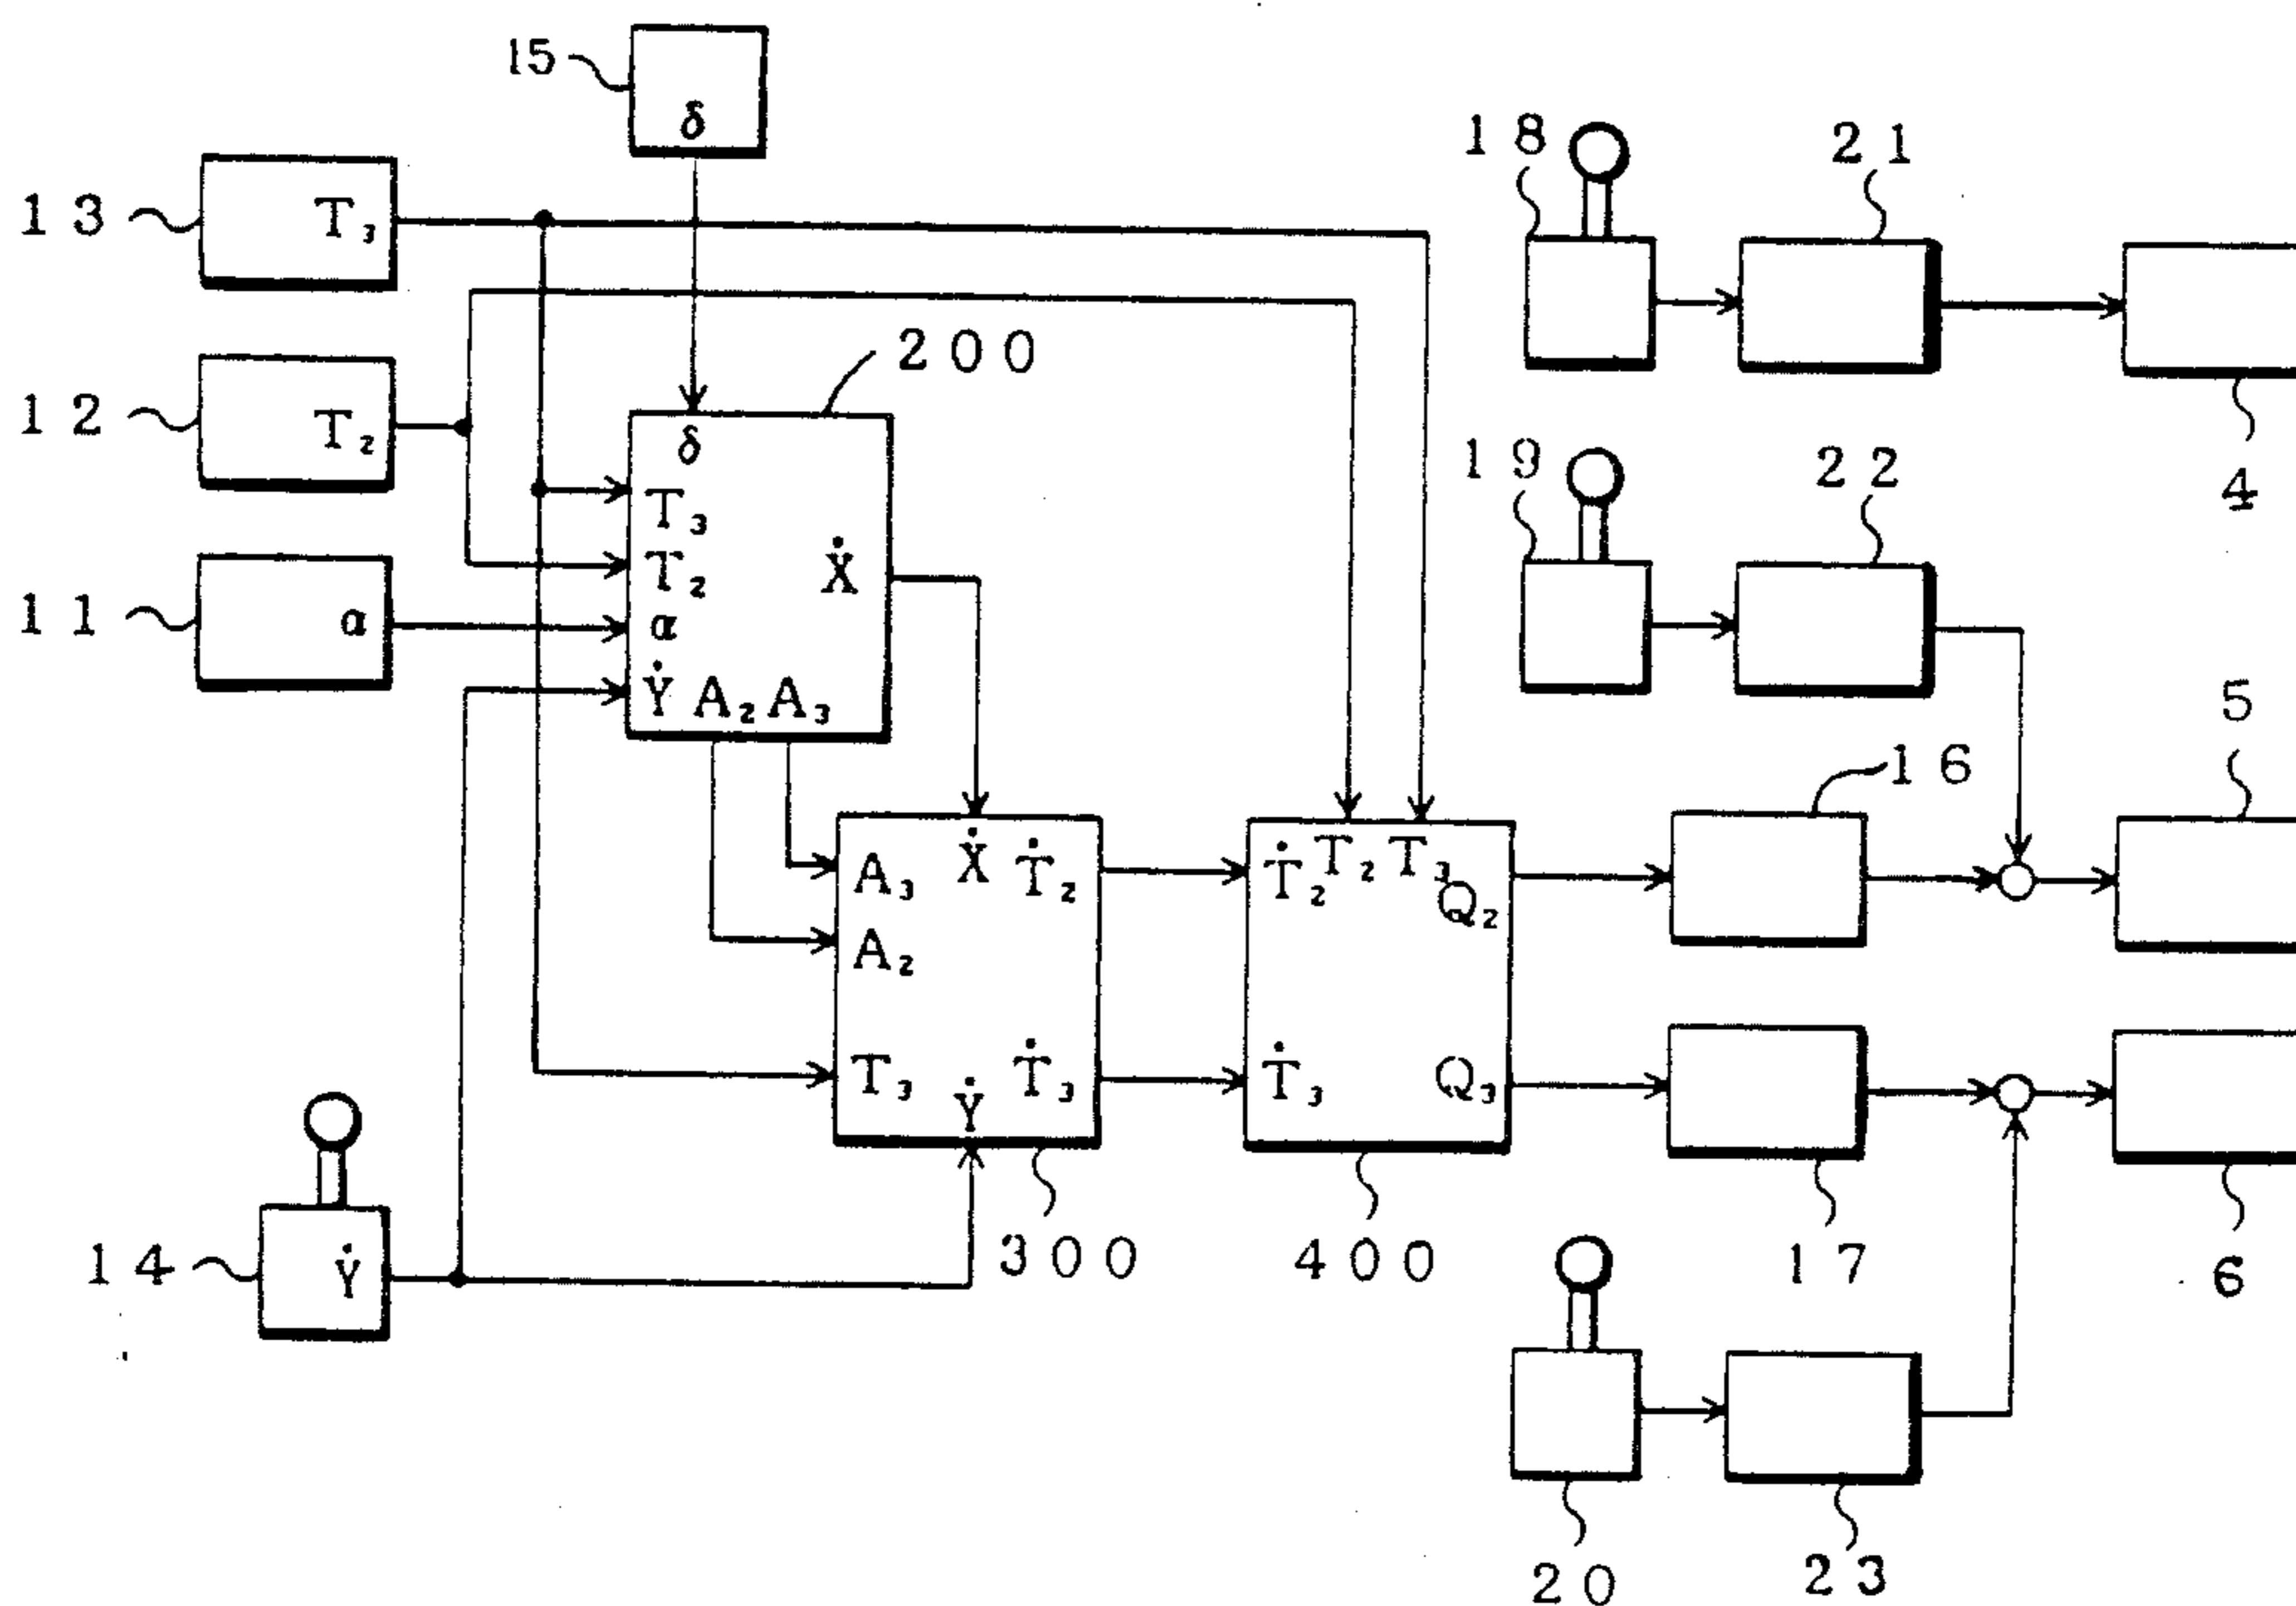 15
δ
13
T₃
18
21
200
12
T₂
δ
T₃
T₂
Ẋ
11
α
α
Ẏ A₂ A₃
4
19
22
5
16
A₃
Ẋ
Ṫ₂
A₂
T₃
Ẏ
Ṫ₃
Ṫ₂ T₂ T₃
Q₂
Ṫ₃
Q₃
14
Ẏ
300
400
17
6
20
23